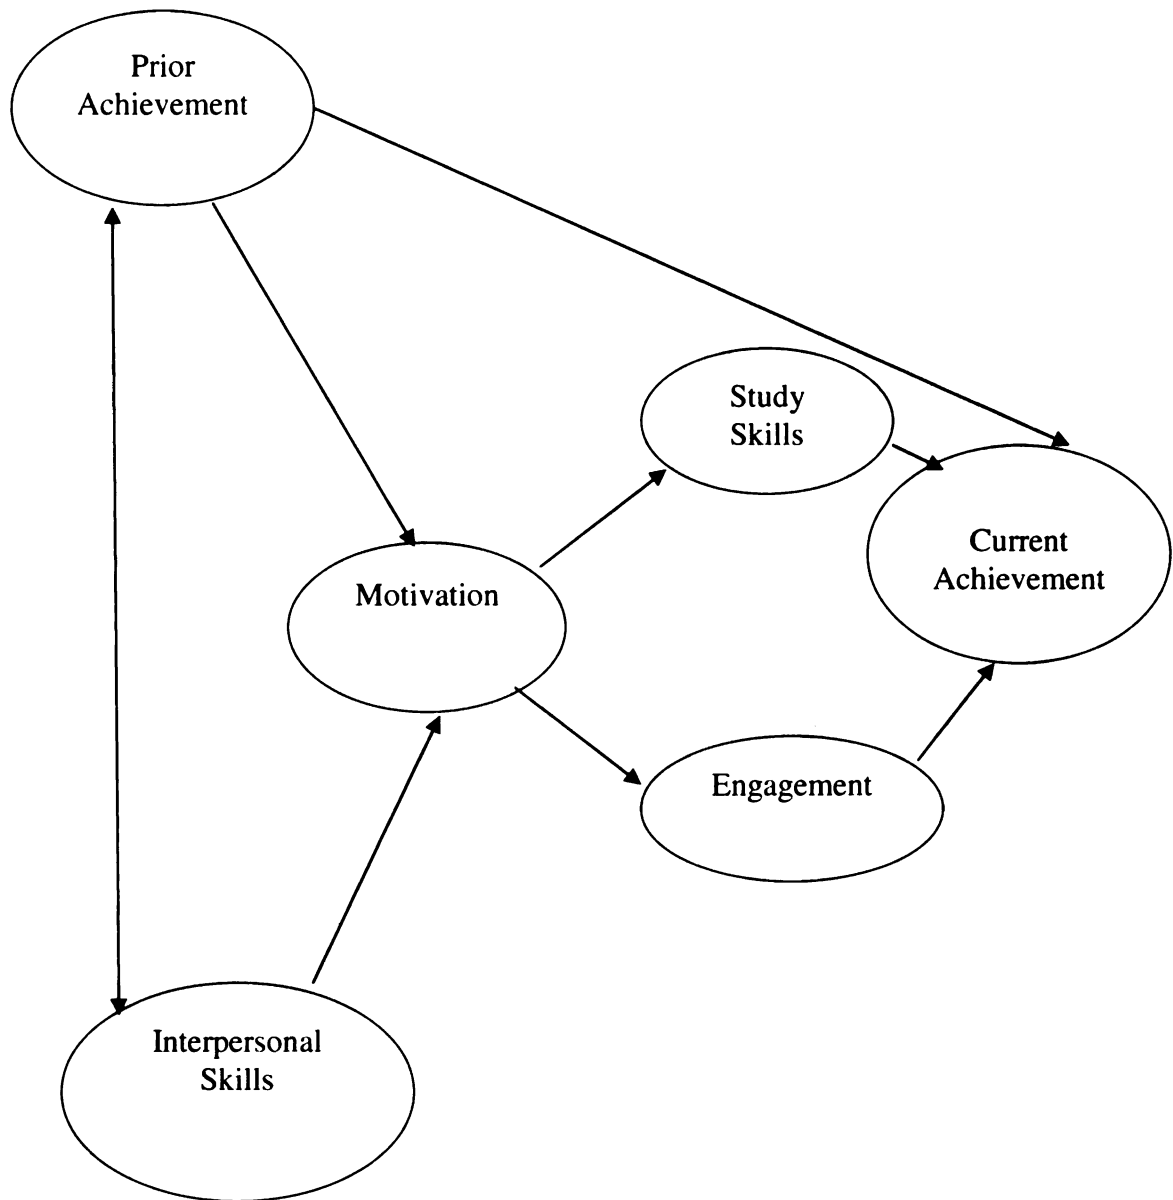 Prior
Achievement
Study
Skills
Current
Achievement
Motivation
Engagement
Interpersonal
Skills